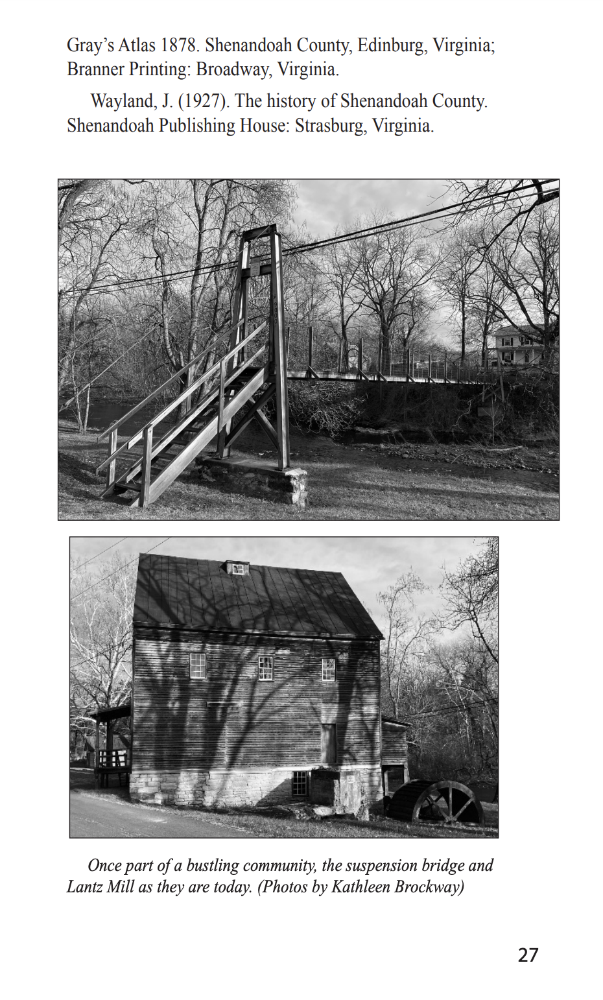 Gray’s Atlas 1878. Shenandoah County, Edinburg, Virginia;
Branner Printing: Broadway, Virginia.
Wayland, J. (1927). The history of Shenandoah County.
Shenandoah Publishing House: Strasburg, Virginia.
Once part of a bustling community, the suspension bridge and
Lantz Mill as they are today. (Photos by Kathleen Brockway)
27